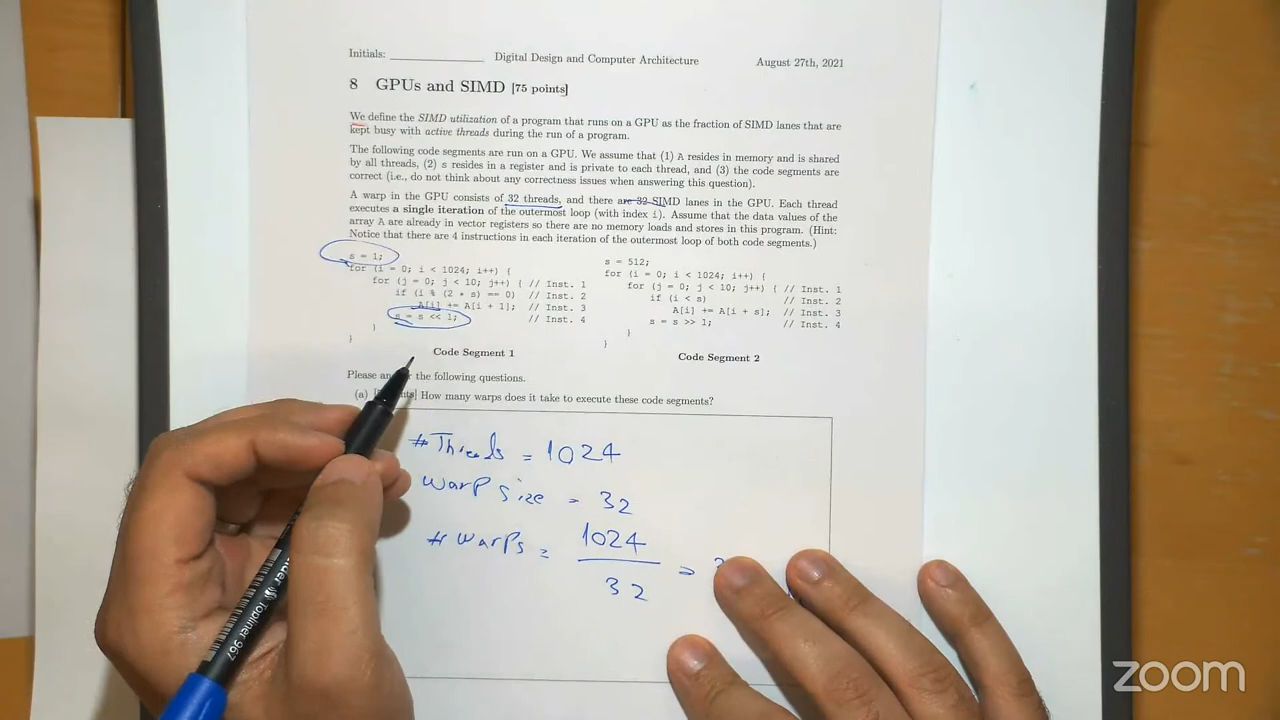 Initials: Digital Design and Computer Architecture August 27th, 2021
8 GPUs and SIMD [75 points]
We define the SIMD utilization of a program that runs on a GPU as the fraction of SIMD lanes that are
kept busy with active threads during the run of a program.
The following code segments are run on a GPU. We assume that (1) A resides in memory and is shared
by all threads, (2) s resides in a register and is private to each thread, and (3) the code segments are
correct (i.e., do not think about any correctness issues when answering this question).
A warp in the GPU consists of 32 threads, and there are 32 SIMD lanes in the GPU. Each thread
executes a single iteration of the outermost loop (with index i). Assume that the data values of the
array A are already in vector registers so there are no memory loads and stores in this program. (Hint:
Notice that there are 4 instructions in each iteration of the outermost loop of both code segments.)
s = 1;
for (i = 0; i < 1024; i++) {
for (j = 0; j < 10; j++) { // Inst. 1
if (i % (2 * s) == 0) // Inst. 2
A[i] += A[i + 1]; // Inst. 3
s = s << 1; // Inst. 4
}
}
Code Segment 1
s = 512;
for (i = 0; i < 1024; i++) {
for (j = 0; j < 10; j++) { // Inst. 1
if (i < s) // Inst. 2
A[i] += A[i + s]; // Inst. 3
s = s >> 1; // Inst. 4
}
}
Code Segment 2
Please the following questions.
(a) How many warps does it take to execute these code segments?
#Threads = 1024
warp size = 32
# warps = 1024
32
=
Topliner 967
zoom